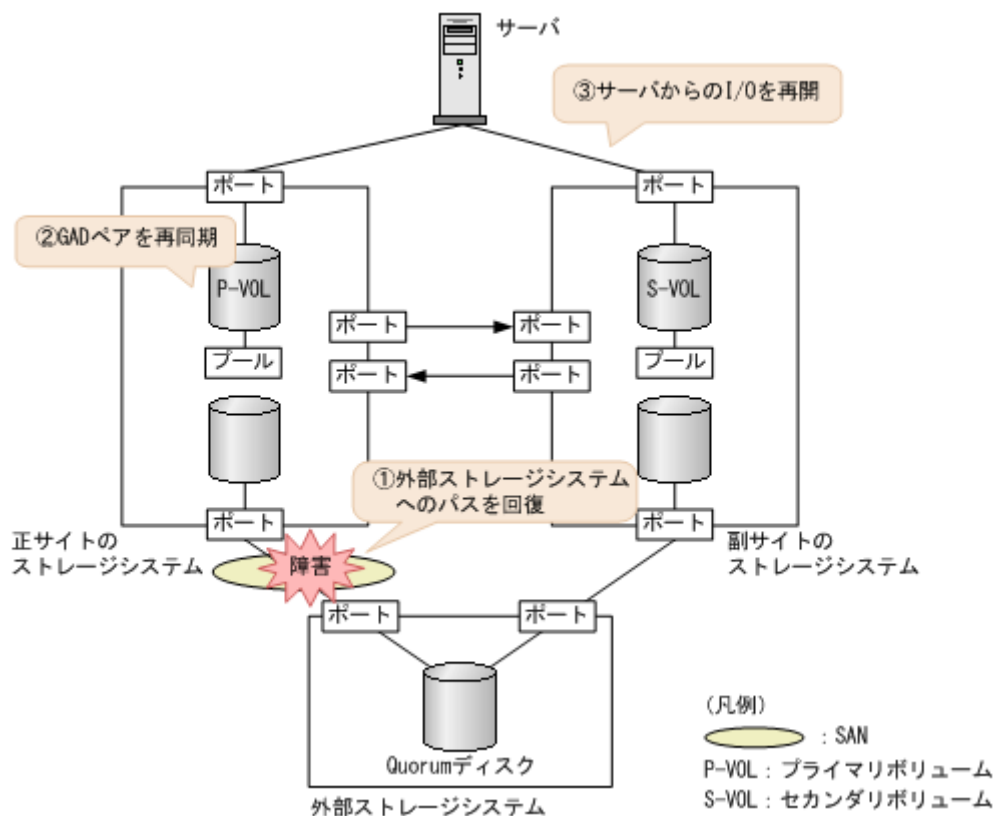 サーバ
③サーバからのI/Oを再開
ポート
ポート
②GADペアを再同期
P-VOL
S-VOL
ポート
ポート
プール
ポート
ポート
プール
①外部ストレージシステム
へのパスを回復
ポート
ポート
正サイトの
ストレージシステム
障害
副サイトの
ストレージシステム
ポート
ポート
Quorumディスク
外部ストレージシステム
(凡例)
：SAN
P-VOL：プライマリボリューム
S-VOL：セカンダリボリューム